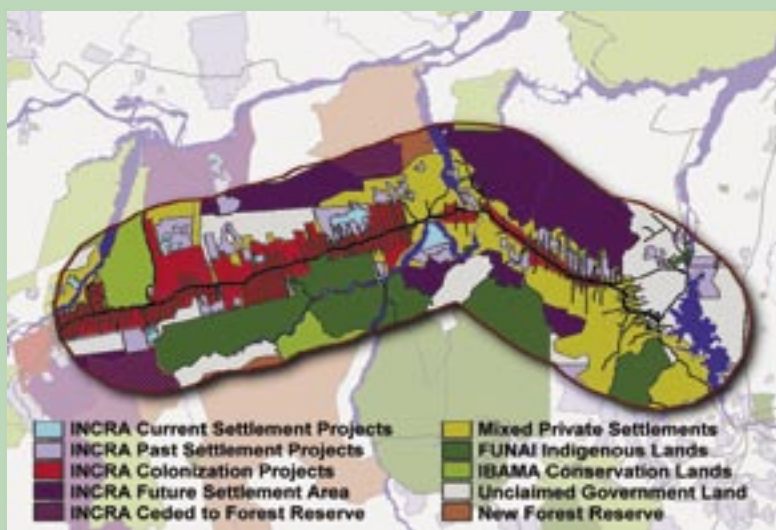 INCRA Current Settlement Projects
INCRA Past Settlement Projects
INCRA Colonization Projects
INCRA Future Settlement Area
INCRA Ceded to Forest Reserve
Mixed Private Settlements
FUNAI Indigenous Lands
IBAMA Conservation Lands
Unclaimed Government Land
New Forest Reserve